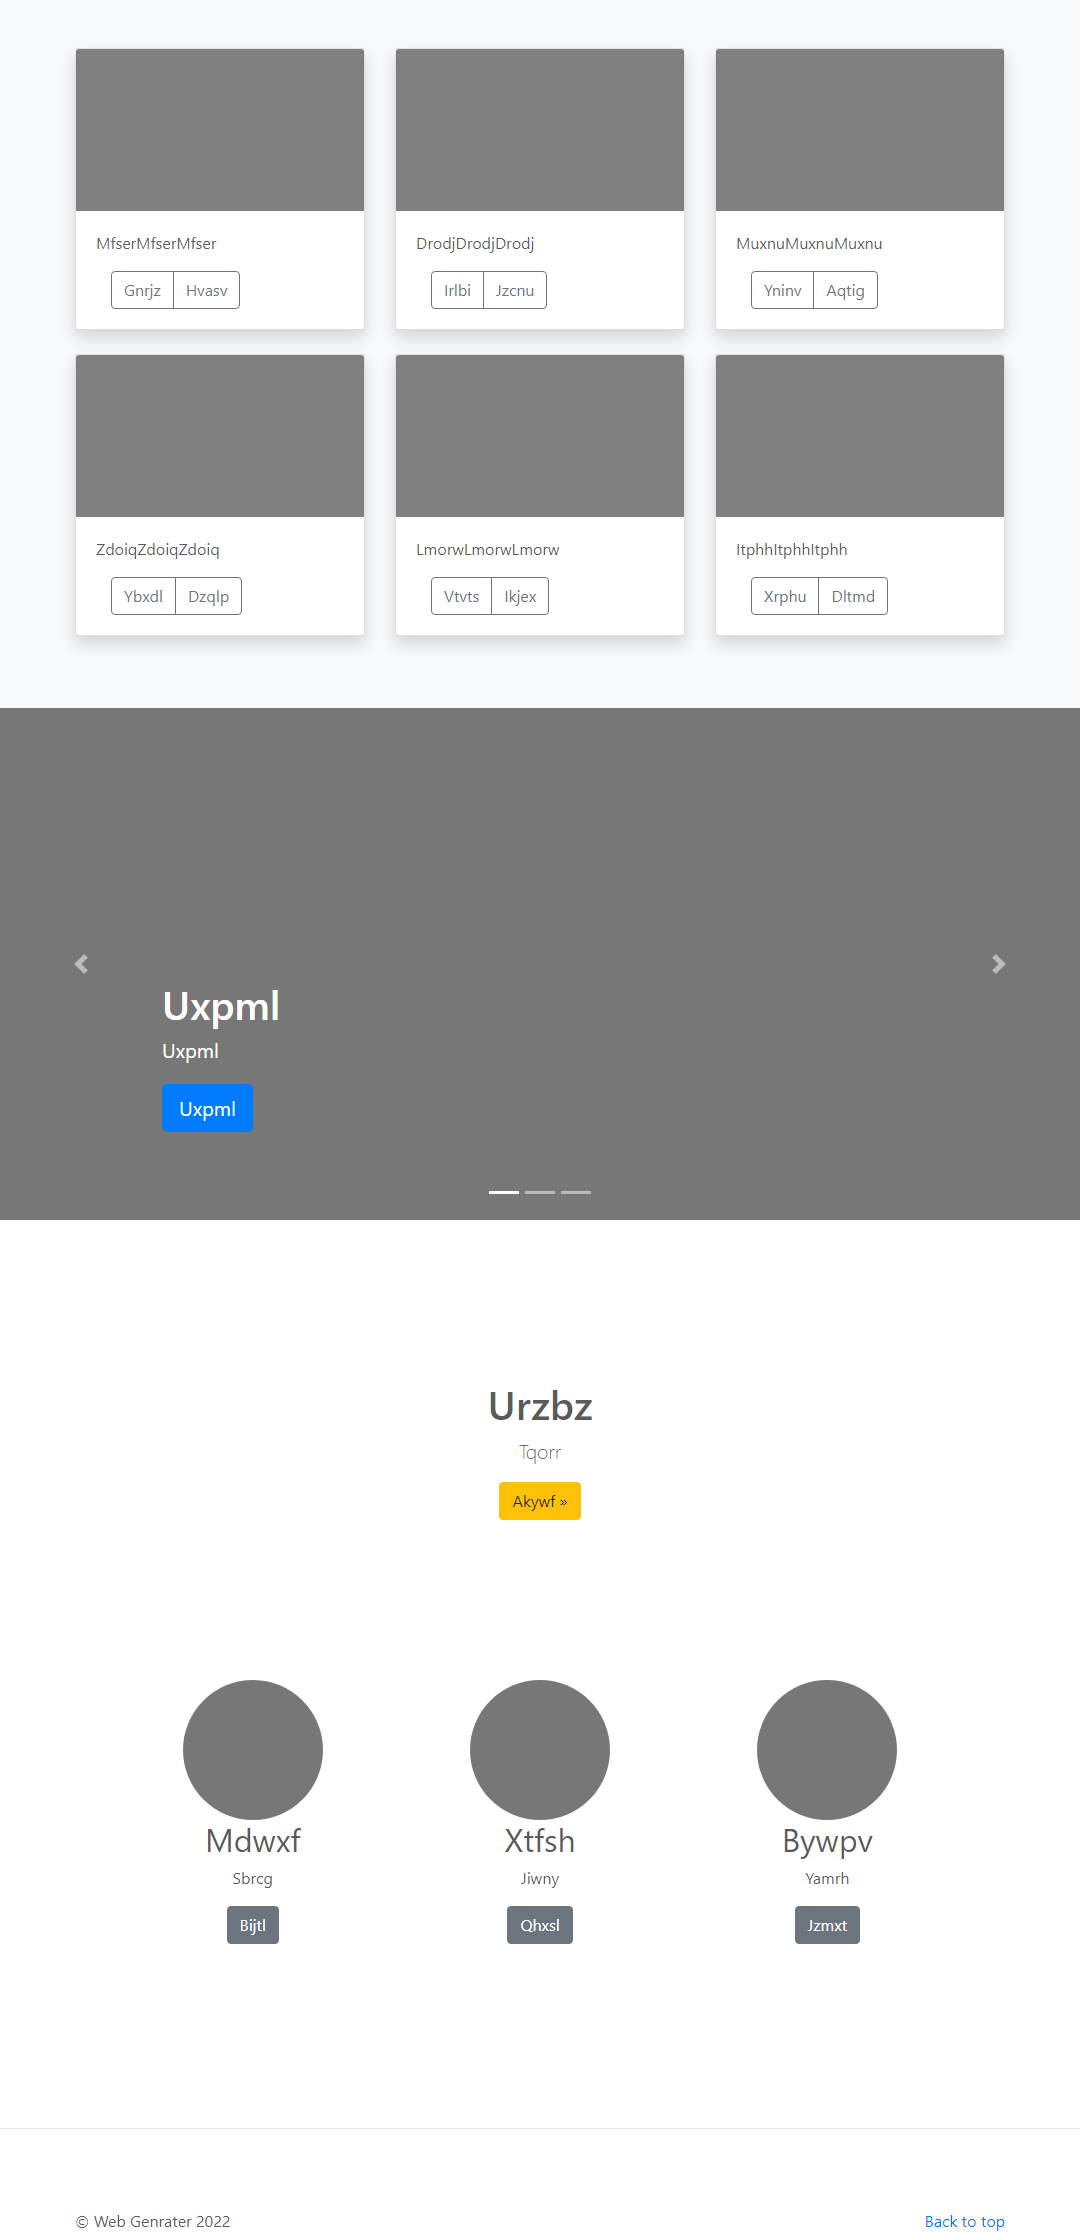 MfserMfserMfser
DrodjDrodjDrodj
MuxnuMuxnuMuxnu
Gnrjz Hvasv
Irlbi Jzcnu
Yninv Aqtig
ZdoiqZdoiqZdoiq
LmorwLmorwLmorw
ItphhItphhItphh
Ybxdl Dzqlp
Vtvts Ikjex
Xrphu Dltmd
Uxpml
Uxpml
Uxpml
Urzbz
Tqorr
Akywf »
Mdwxf
Xtfsh
Bywpv
Sbrcg
Jiwny
Yamrh
Bijtl
Qhxsl
Jzmxt
© Web Genrater 2022
Back to top